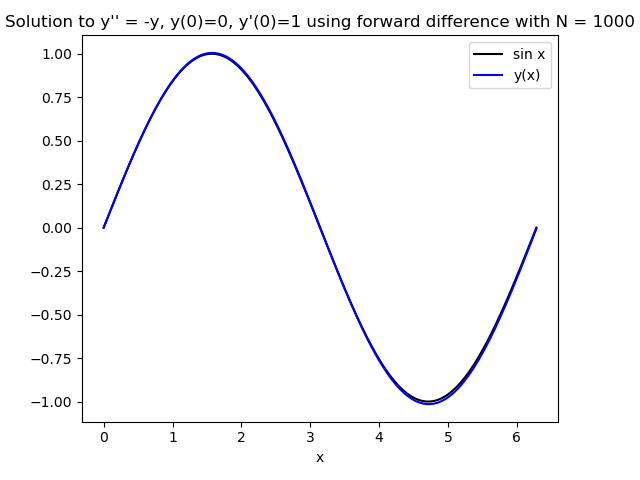 Solution to y'' = -y, y(0)=0, y'(0)=1 using forward difference with N = 1000
sin x
y(x)
1.00
0.75
0.50
0.25
0.00
−0.25
−0.50
−0.75
−1.00
0 1 2 3 4 5 6
x